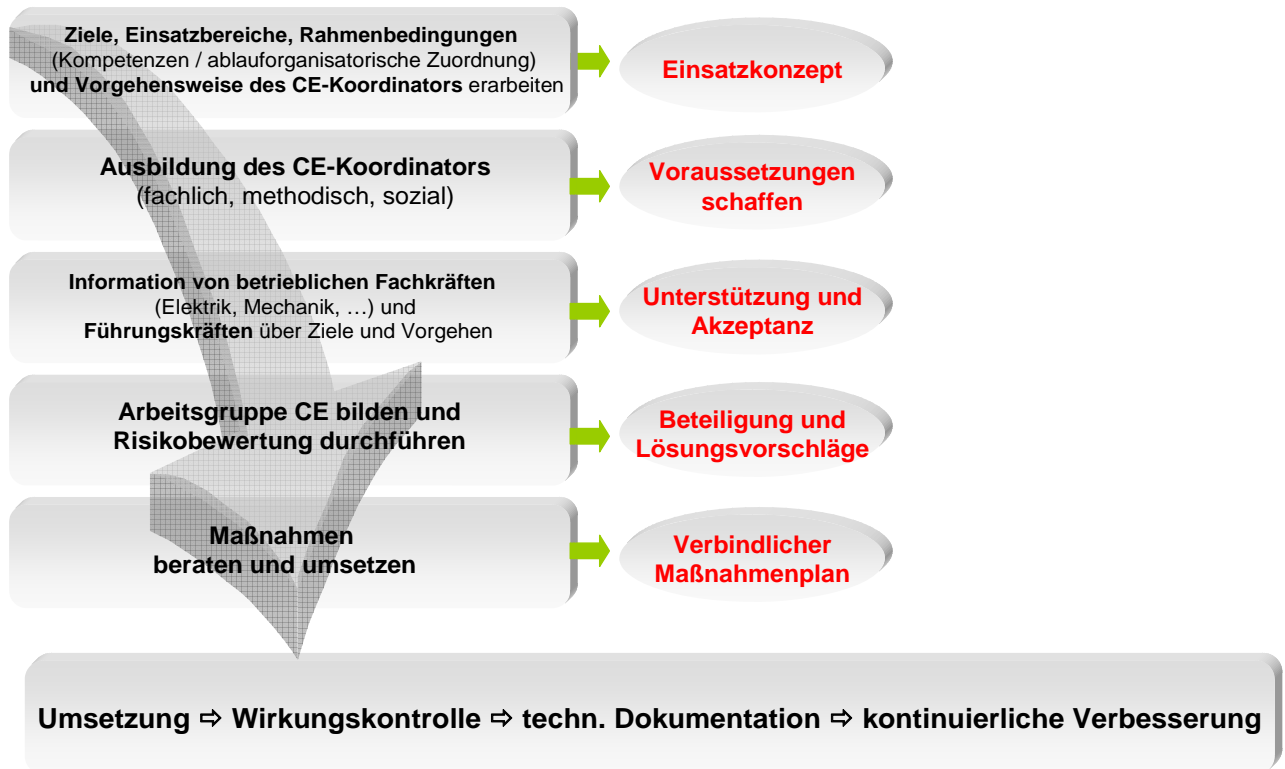 Ziele, Einsatzbereiche, Rahmenbedingungen
(Kompetenzen / ablauforganisatorische Zuordnung)
und Vorgehensweise des CE-Koordinators erarbeiten
Einsatzkonzept
Ausbildung des CE-Koordinators
(fachlich, methodisch, sozial)
Voraussetzungen
schaffen
Information von betrieblichen Fachkräften
(Elektrik, Mechanik, …) und
Führungskräften über Ziele und Vorgehen
Unterstützung und
Akzeptanz
Arbeitsgruppe CE bilden und
Risikobewertung durchführen
Beteiligung und
Lösungsvorschläge
Maßnahmen
beraten und umsetzen
Verbindlicher
Maßnahmenplan
Umsetzung ⇨ Wirkungskontrolle ⇨ techn. Dokumentation ⇨ kontinuierliche Verbesserung